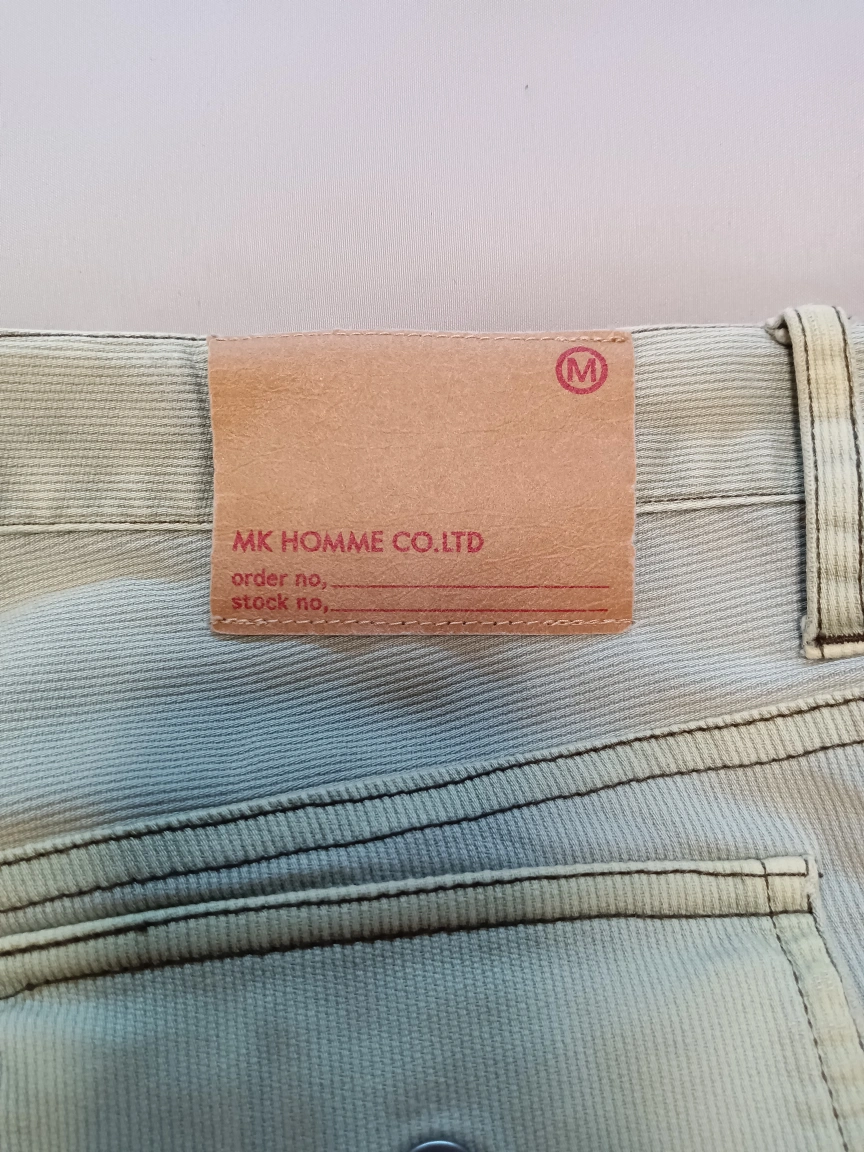 M
MK HOMME CO.LTD
order no,
stock no,